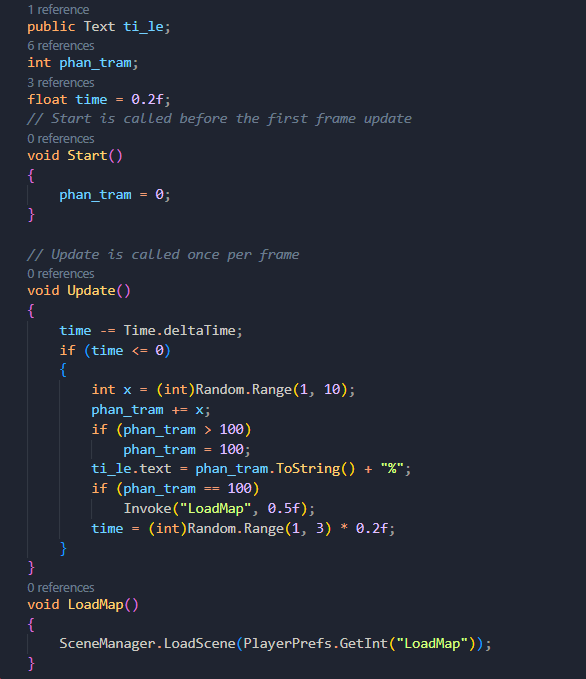 1 reference
public Text ti_le;
6 references
int phan_tram;
3 references
float time = 0.2f;
// Start is called before the first frame update
0 references
void Start()
{
    phan_tram = 0;
}

// Update is called once per frame
0 references
void Update()
{
    time -= Time.deltaTime;
    if (time <= 0)
    {
        int x = (int)Random.Range(1, 10);
        phan_tram += x;
        if (phan_tram > 100)
            phan_tram = 100;
        ti_le.text = phan_tram.ToString() + "%";
        if (phan_tram == 100)
            Invoke("LoadMap", 0.5f);
        time = (int)Random.Range(1, 3) * 0.2f;
    }
}
0 references
void LoadMap()
{
    SceneManager.LoadScene(PlayerPrefs.GetInt("LoadMap"));
}